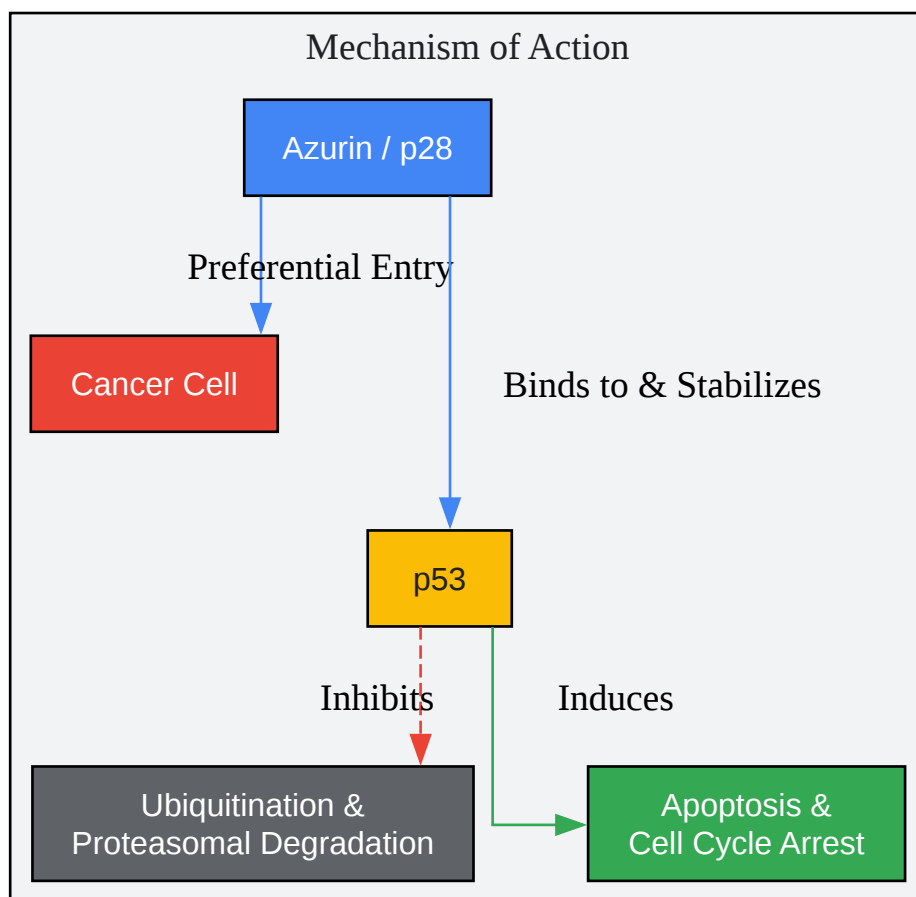 Mechanism of Action
Azurin / p28
Preferential Entry
Cancer Cell
Binds to & Stabilizes
p53
Inhibits
Induces
Ubiquitination &
Proteasomal Degradation
Apoptosis &
Cell Cycle Arrest